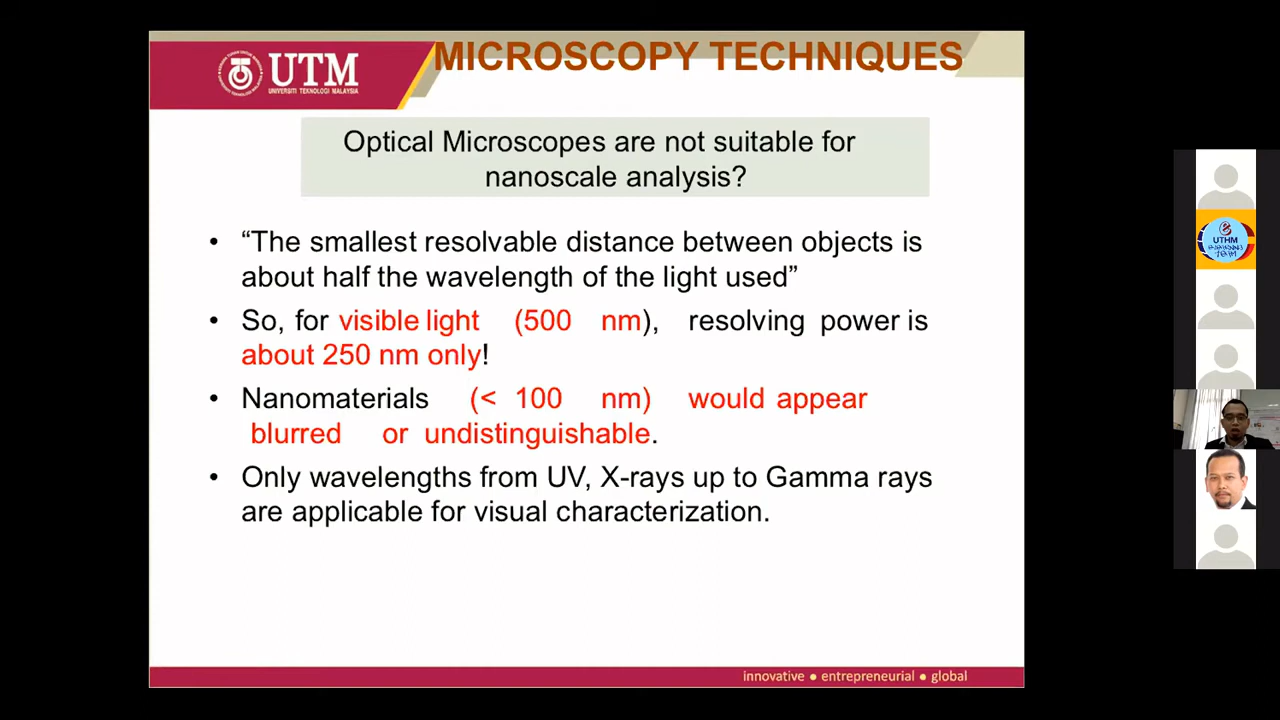 MICROSCOPY TECHNIQUES
UTM
UNIVERSITI TEKNOLOGI MALAYSIA
Optical Microscopes are not suitable for
nanoscale analysis?
• “The smallest resolvable distance between objects is
about half the wavelength of the light used”
• So, for visible light (500 nm), resolving power is
about 250 nm only!
• Nanomaterials (< 100 nm) would appear
blurred or undistinguishable.
• Only wavelengths from UV, X-rays up to Gamma rays
are applicable for visual characterization.
innovative ● entrepreneurial ● global
UTHM